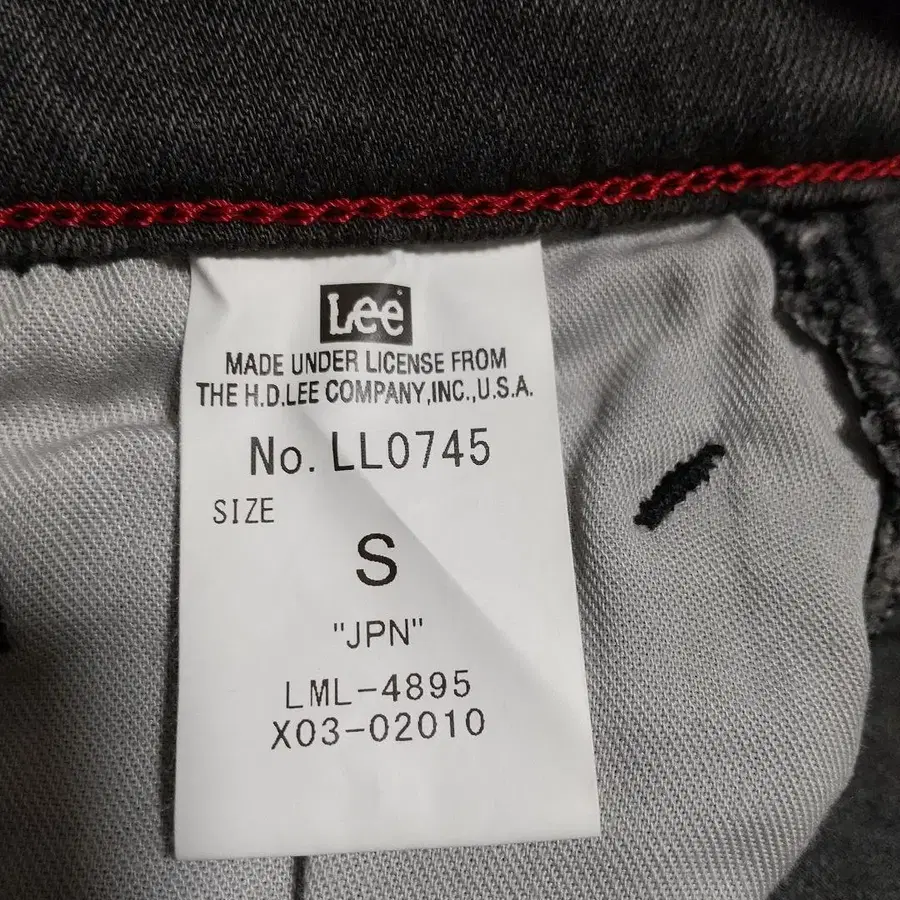 Lee
MADE UNDER LICENSE FROM
THE H.D.LEE COMPANY,INC.,U.S.A.
No. LL0745
SIZE
S
"JPN"
LML-4895
X03-02010